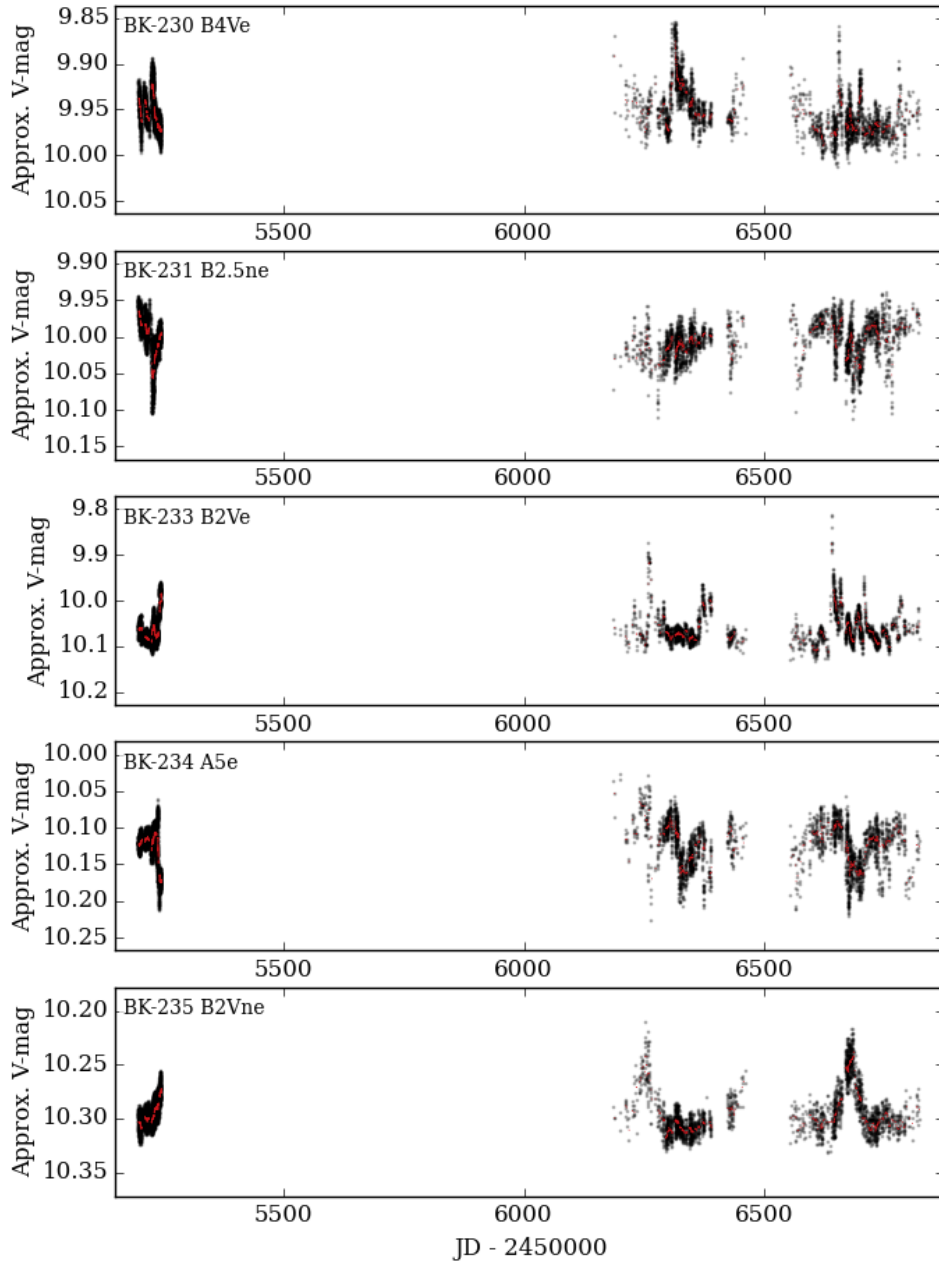 BK-230 B4Ve
Approx. V-mag
9.85
9.90
9.95
10.00
10.05
5500 6000 6500
BK-231 B2.5ne
Approx. V-mag
9.90
9.95
10.00
10.05
10.10
10.15
5500 6000 6500
BK-233 B2Ve
Approx. V-mag
9.8
9.9
10.0
10.1
10.2
5500 6000 6500
BK-234 A5e
Approx. V-mag
10.00
10.05
10.10
10.15
10.20
10.25
5500 6000 6500
BK-235 B2Vne
Approx. V-mag
10.20
10.25
10.30
10.35
5500 6000 6500
JD - 2450000